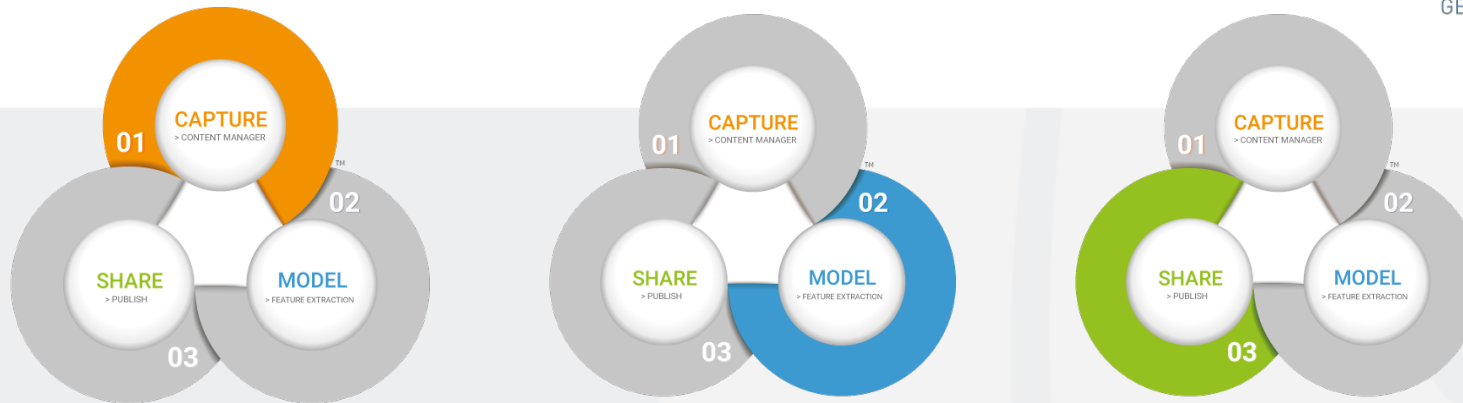 GE
CAPTURE
> CONTENT MANAGER
01
TM
02
SHARE
> PUBLISH
MODEL
> FEATURE EXTRACTION
03
CAPTURE
> CONTENT MANAGER
01
TM
02
SHARE
> PUBLISH
MODEL
> FEATURE EXTRACTION
03
CAPTURE
> CONTENT MANAGER
01
TM
02
SHARE
> PUBLISH
MODEL
> FEATURE EXTRACTION
03